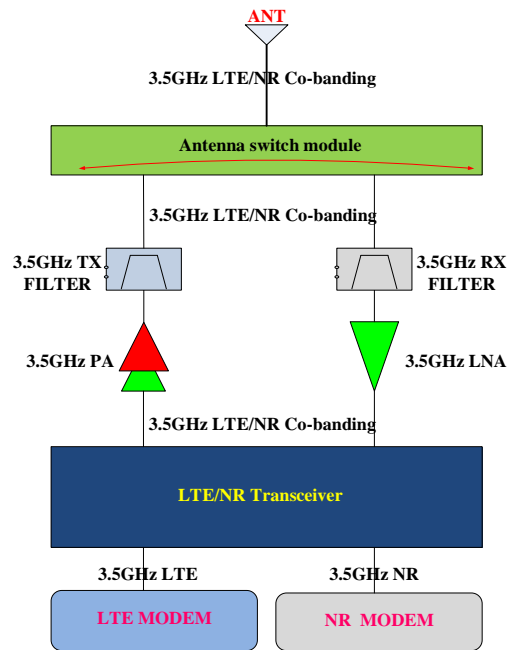 ANT
3.5GHz LTE/NR Co-banding
Antenna switch module
3.5GHz LTE/NR Co-banding
3.5GHz TX
FILTER
3.5GHz RX
FILTER
3.5GHz PA
3.5GHz LNA
3.5GHz LTE/NR Co-banding
LTE/NR Transceiver
3.5GHz LTE
3.5GHz NR
LTE MODEM
NR MODEM